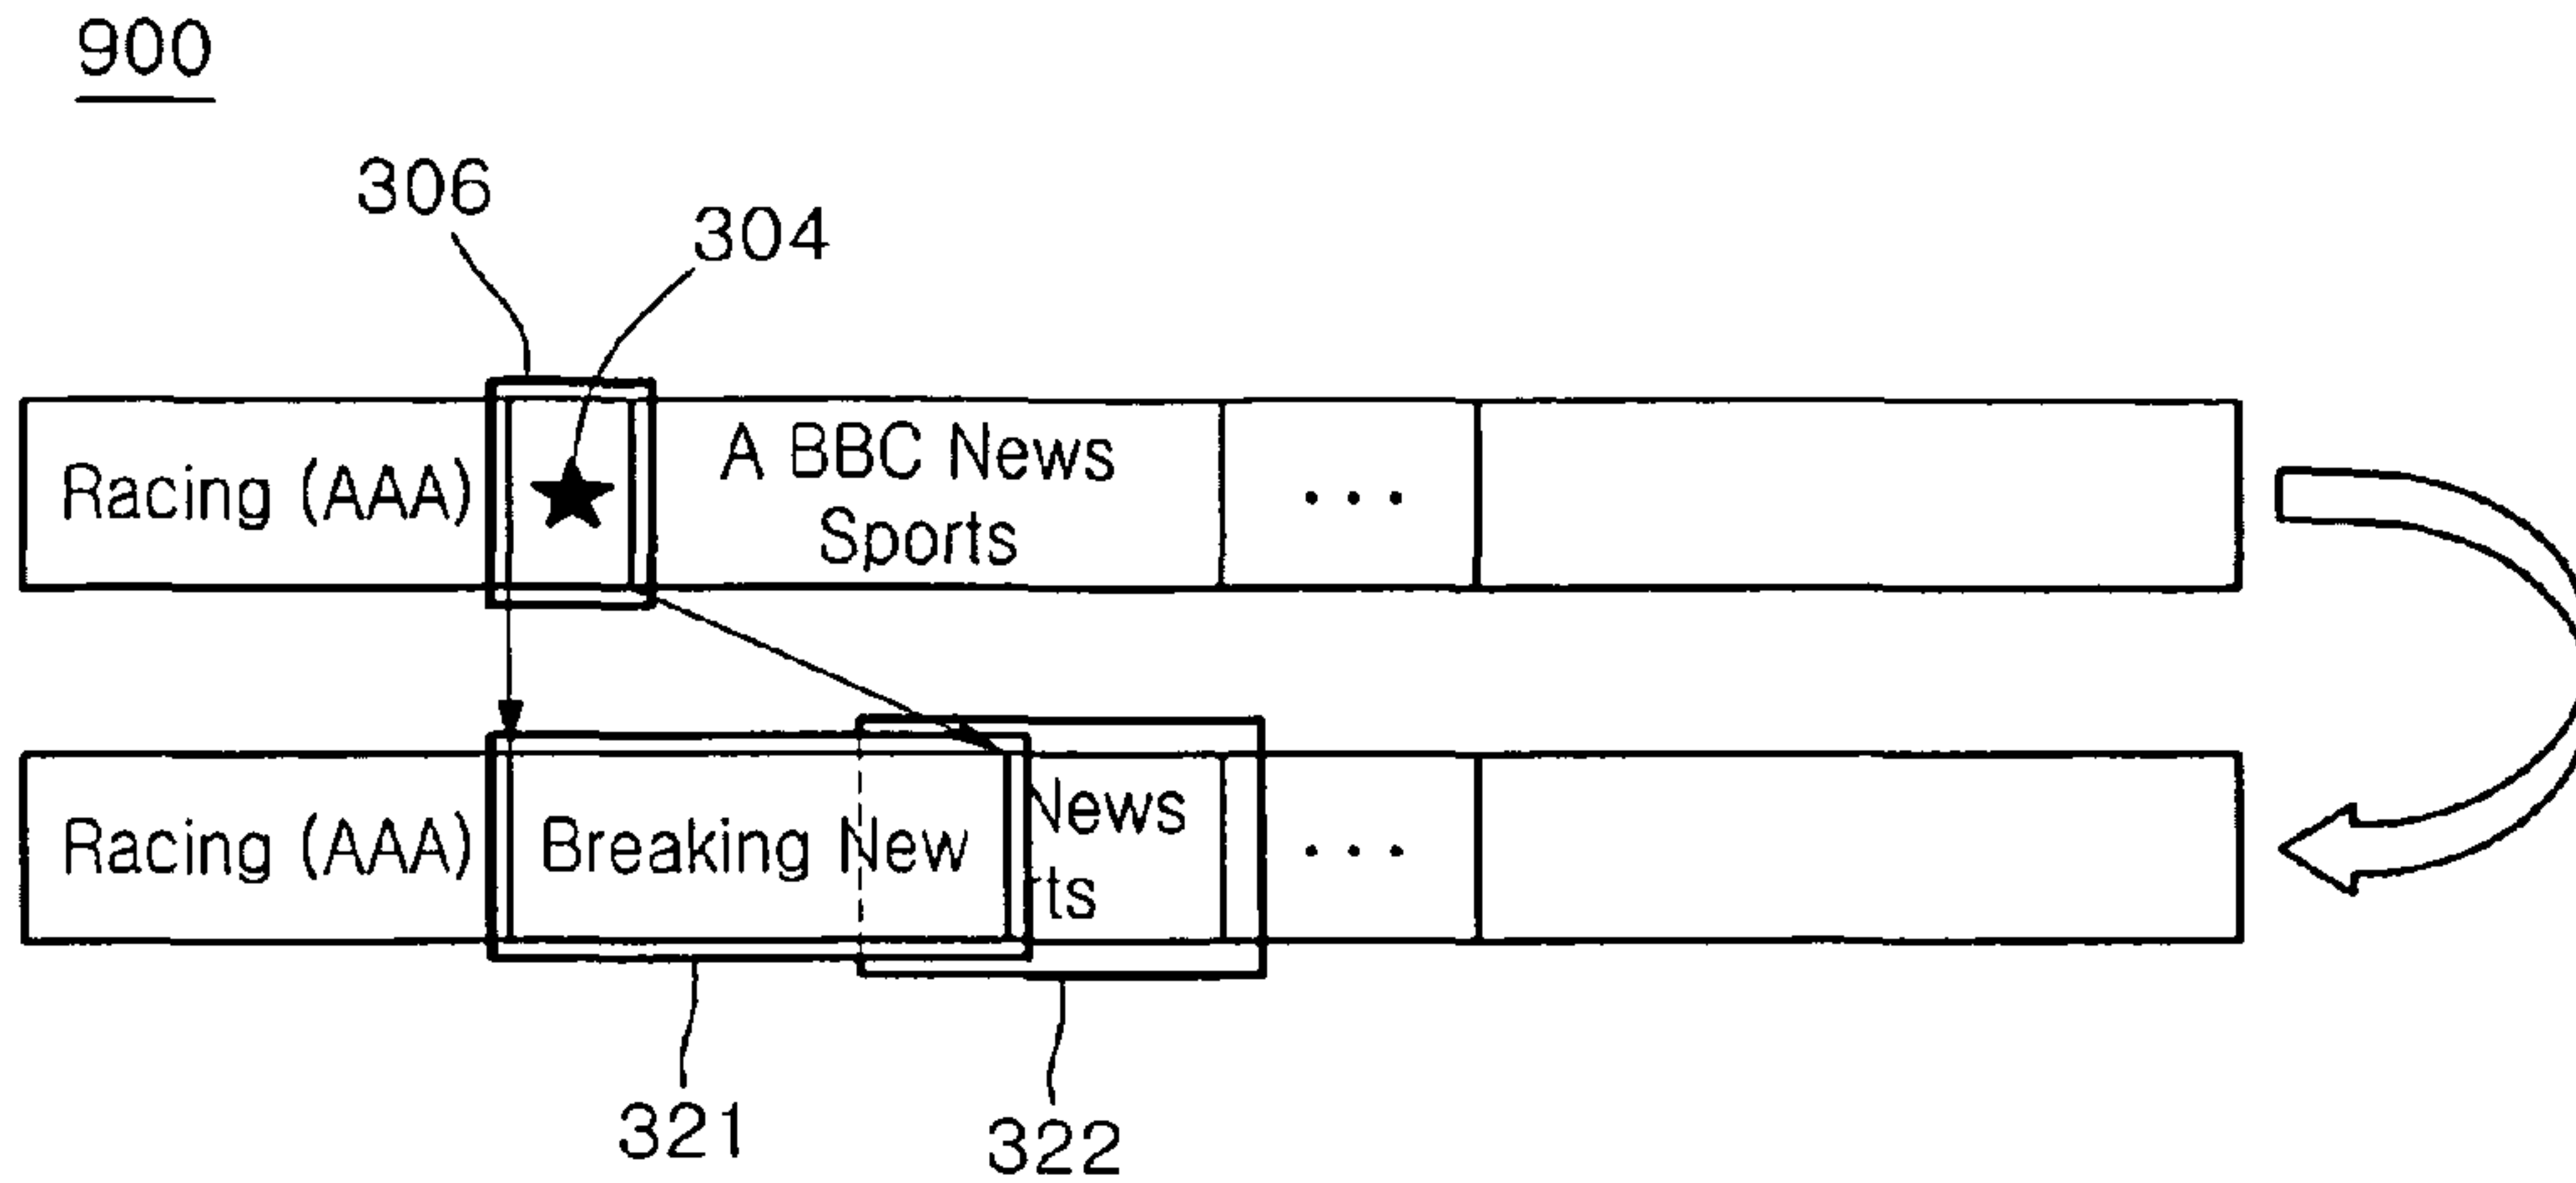 900
306
304
Racing (AAA)
★
A BBC News
Sports
...
Racing (AAA)
Breaking New
News
rts
...
321
322